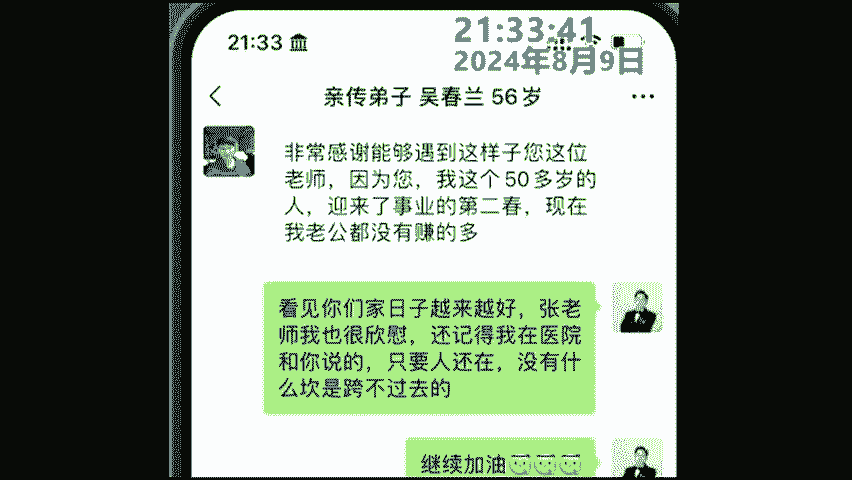 21:33
21:33:41
2024年8月9日
亲传弟子 吴春兰 56岁
非常感谢能够遇到这样子您这位
老师，因为您，我这个50多岁的
人，迎来了事业的第二春，现在
我老公都没有赚的多
看见你们家日子越来越好，张老
师我也很欣慰，还记得我在医院
和你说的，只要人还在，没有什
么坎是跨不过去的
继续加油